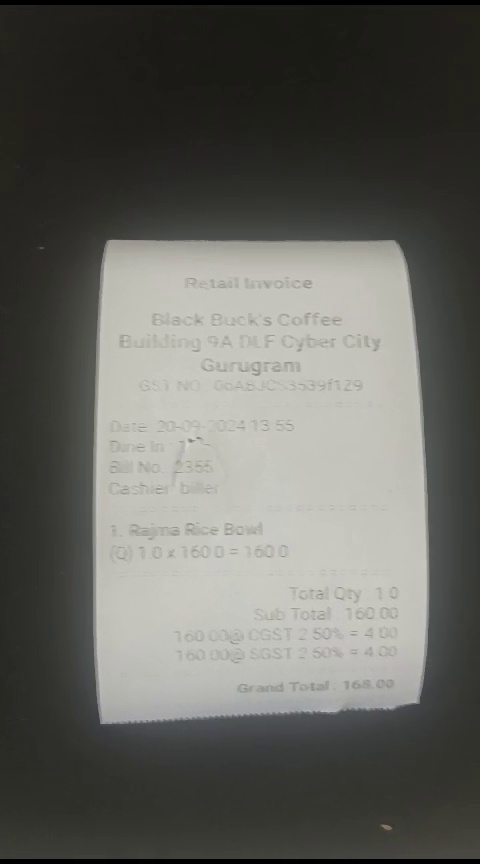 Retail Invoice
Black Buck's Coffee
Building 9A DLF Cyber City
Gurugram
GST NO:
Date: 20-09-2024 13:55
Dine In :
Bill No.: 2355
Cashier: biller
1. Rajma Rice Bowl
(Q) 1.0 x 160.0 = 160.0
Total Qty : 1.0
Sub Total : 160.00
160.00@ CGST 2.50% = 4.00
160.00@ SGST 2.50% = 4.00
Grand Total : 168.00